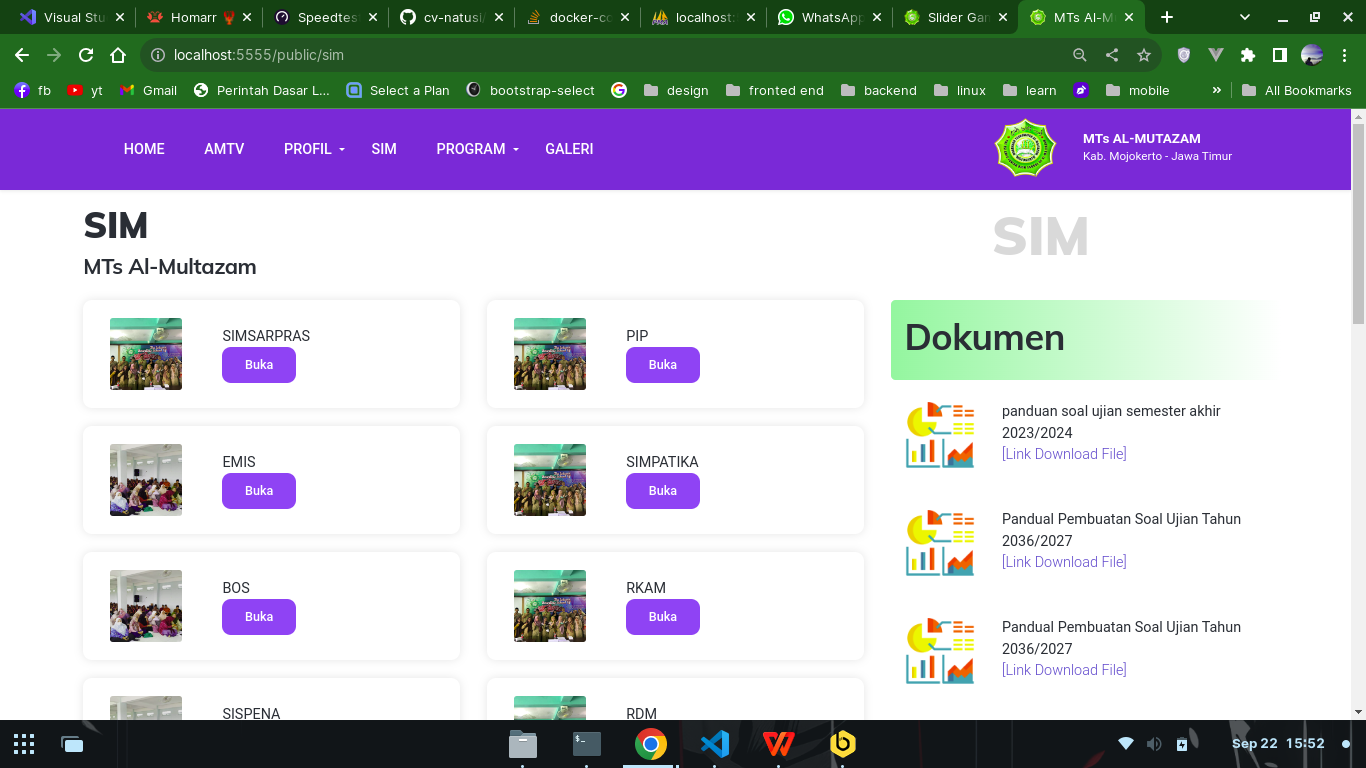 Visual Stu
Homarr
Speedtes
cv-natusi/
docker-co
localhost:
WhatsApp
Slider Gam
MTs Al-M
localhost:5555/public/sim
fb
yt
Gmail
Perintah Dasar L...
Select a Plan
bootstrap-select
design
fronted end
backend
linux
learn
mobile
»
All Bookmarks
HOME
AMTV
PROFIL
SIM
PROGRAM
GALERI
MTs AL-MUTAZAM
Kab. Mojokerto - Jawa Timur
SIM
MTs Al-Multazam
SIM
SIMSARPRAS
Buka
PIP
Buka
EMIS
Buka
SIMPATIKA
Buka
BOS
Buka
RKAM
Buka
SISPENA
RDM
Dokumen
panduan soal ujian semester akhir
2023/2024
[Link Download File]
Pandual Pembuatan Soal Ujian Tahun
2036/2027
[Link Download File]
Pandual Pembuatan Soal Ujian Tahun
2036/2027
[Link Download File]
Sep 22 15:52